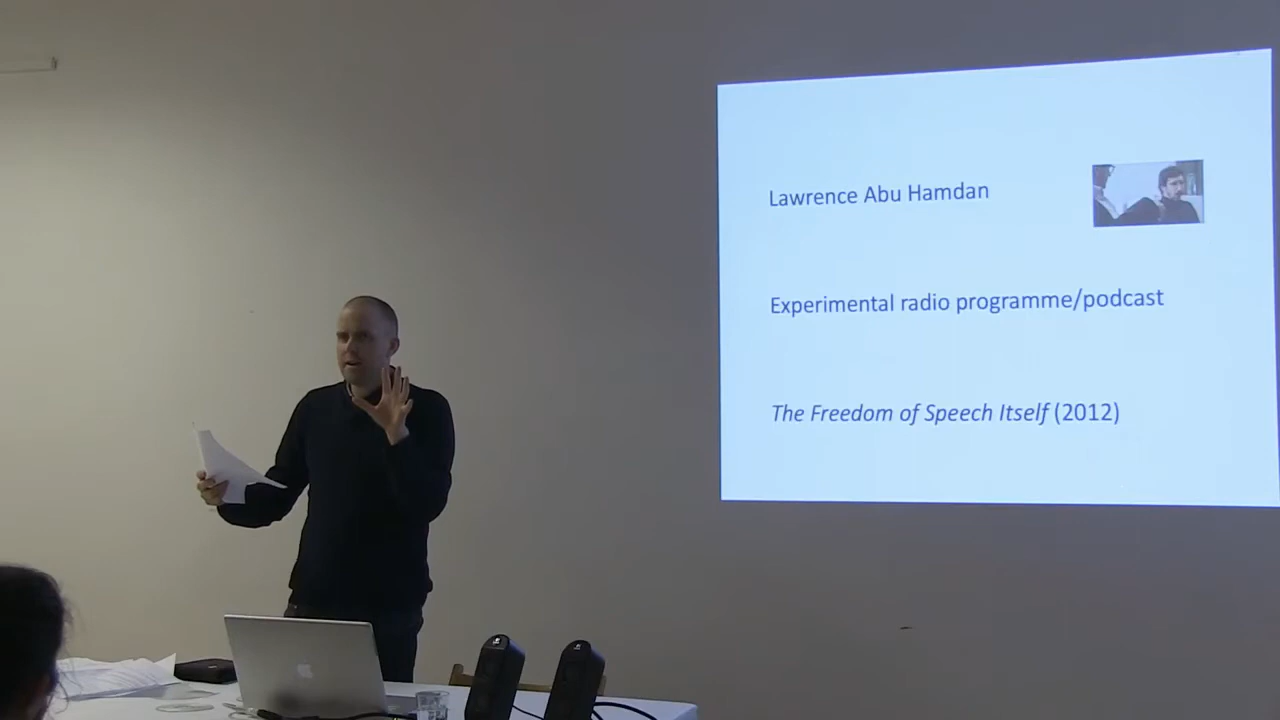 Lawrence Abu Hamdan
Experimental radio programme/podcast
The Freedom of Speech Itself (2012)